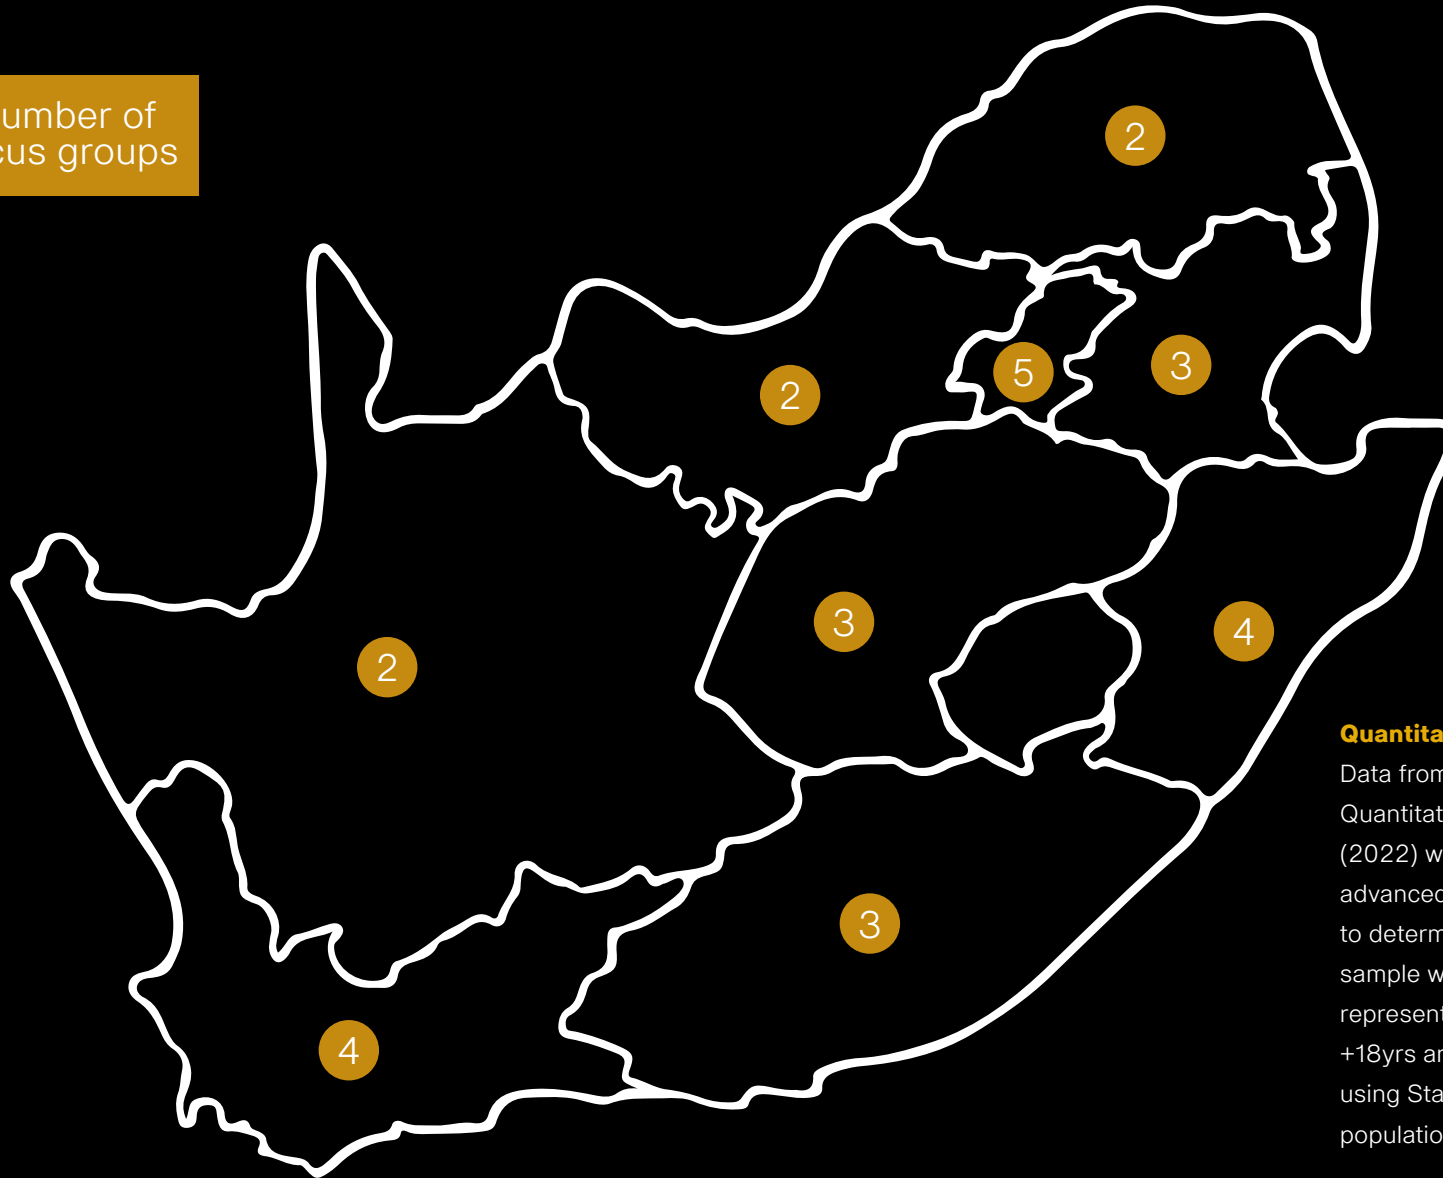 umber of
cus groups
2
2
5
3
3
4
2
3
4
Quantita
Data from
Quantitat
(2022) w
advanced
to determ
sample w
represent
+18yrs ar
using Sta
populatio